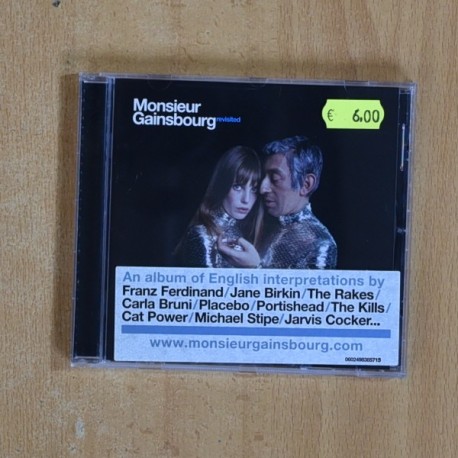 Monsieur
Gainsbourg revisited
€ 6.00
An album of English interpretations by
Franz Ferdinand/Jane Birkin/The Rakes/
Carla Bruni/Placebo/Portishead/The Kills/
Cat Power/Michael Stipe/Jarvis Cocker...
www.monsieurgainsbourg.com